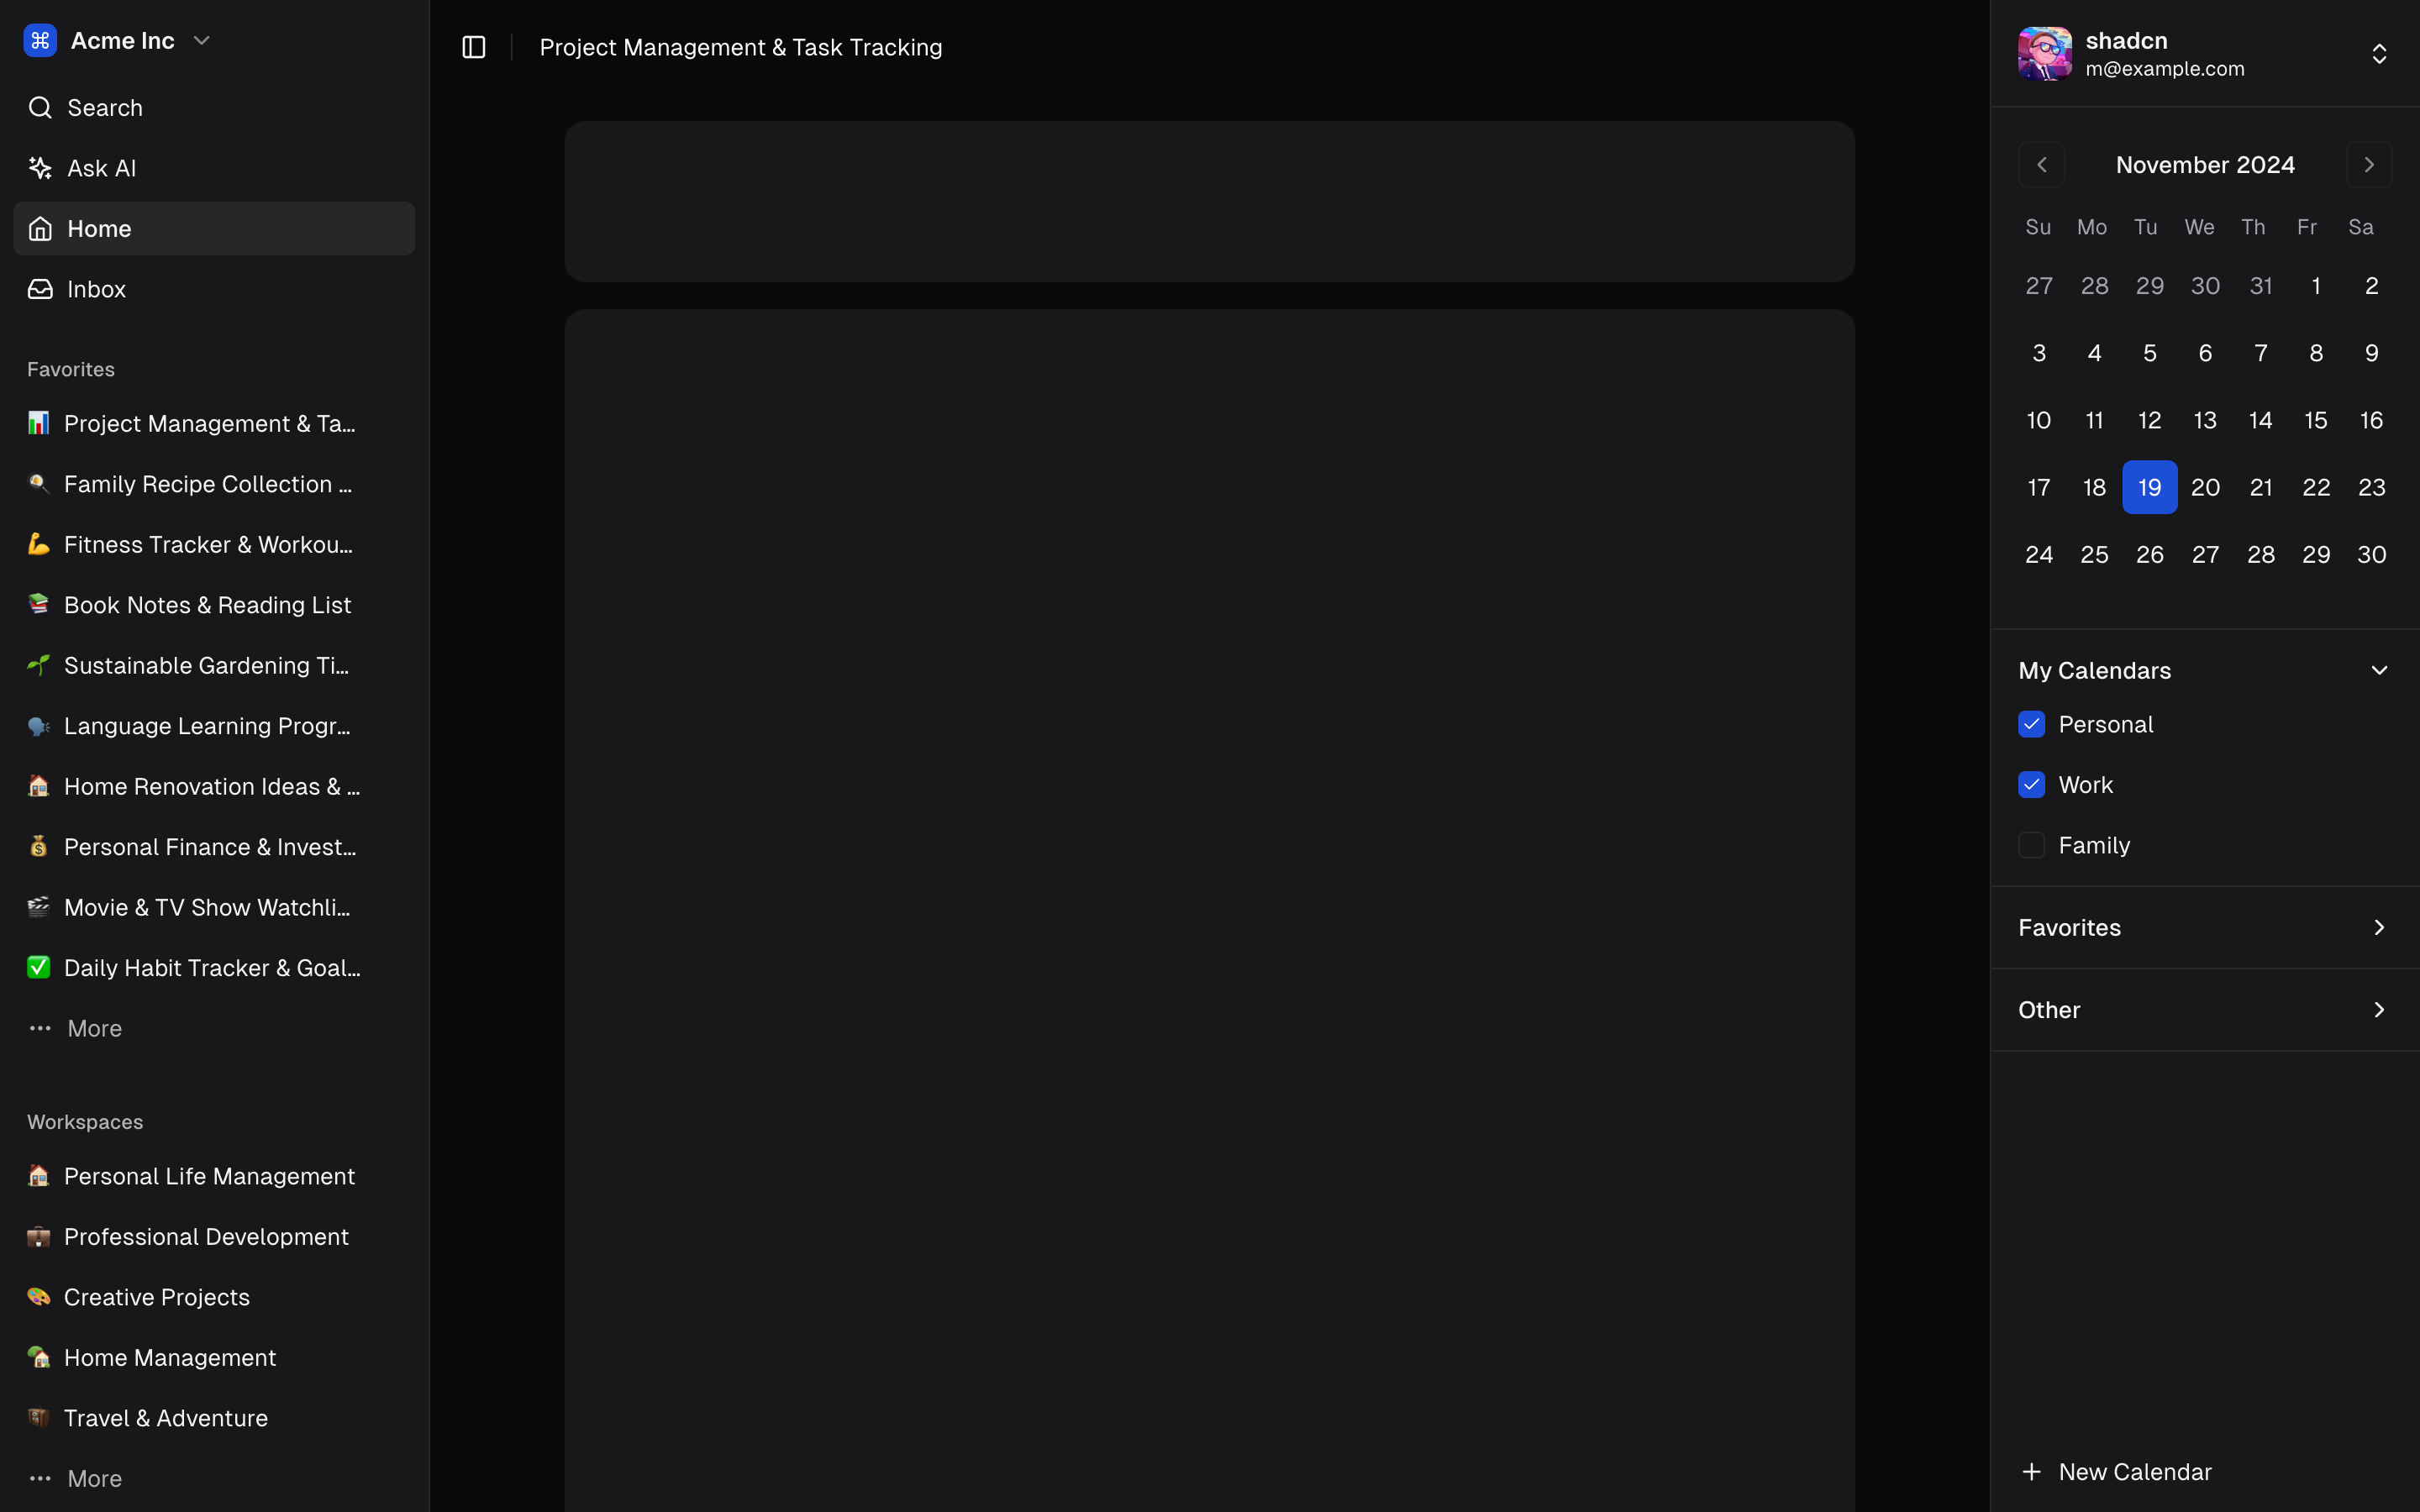 Acme Inc
Search
Ask AI
Home
Inbox
Favorites
Project Management & Ta...
Family Recipe Collection ...
Fitness Tracker & Workou...
Book Notes & Reading List
Sustainable Gardening Ti...
Language Learning Progr...
Home Renovation Ideas & ...
Personal Finance & Invest...
Movie & TV Show Watchli...
Daily Habit Tracker & Goal...
More
Workspaces
Personal Life Management
Professional Development
Creative Projects
Home Management
Travel & Adventure
More
Project Management & Task Tracking
shadcn
m@example.com
November 2024
Su Mo Tu We Th Fr Sa
27 28 29 30 31 1 2
3 4 5 6 7 8 9
10 11 12 13 14 15 16
17 18 19 20 21 22 23
24 25 26 27 28 29 30
My Calendars
Personal
Work
Family
Favorites
Other
New Calendar